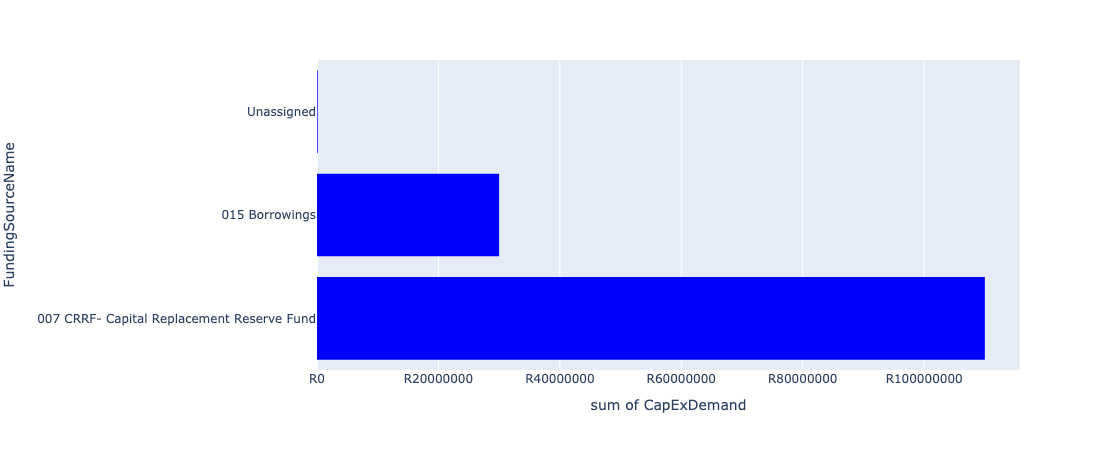 FundingSourceName
Unassigned
015 Borrowings
007 CRRF- Capital Replacement Reserve Fund
R0 R20000000 R40000000 R60000000 R80000000 R100000000
sum of CapExDemand